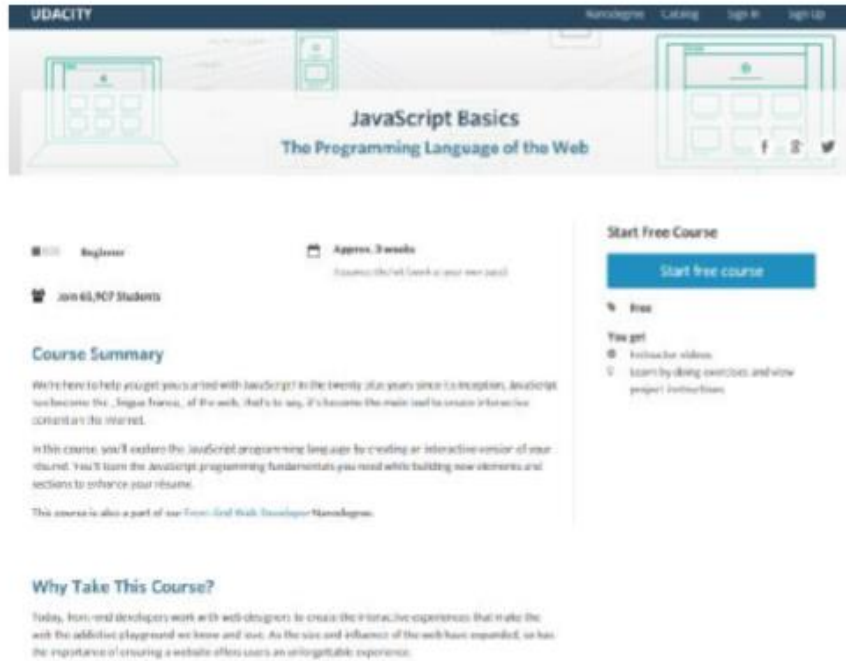 UDACITY
Nanodegree Catalog Sign In Sign Up
JavaScript Basics
The Programming Language of the Web
Beginner
Approx. 3 weeks
Join 61,907 Students
Start Free Course
Start free course
Free
You get
Instructor videos
Learn by doing exercises and view
project instructions
Course Summary
We're here to help you get you started with JavaScript! In the twenty plus years since its inception, JavaScript
has become the lingua franca of the web, that's to say, it's become the main tool to create interactive
content on the internet.
In this course, you'll explore the JavaScript programming language by creating an interactive version of your
résumé. You'll learn the JavaScript programming fundamentals you need while building new elements and
sections to enhance your résumé.
This course is also a part of our Front-End Web Developer Nanodegree.
Why Take This Course?
Today, front-end developers work with web designers to create the interactive experiences that make the
web the addictive playground we know and love. As the size and influence of the web have expanded, so has
the importance of ensuring a website offers users an unforgettable experience.